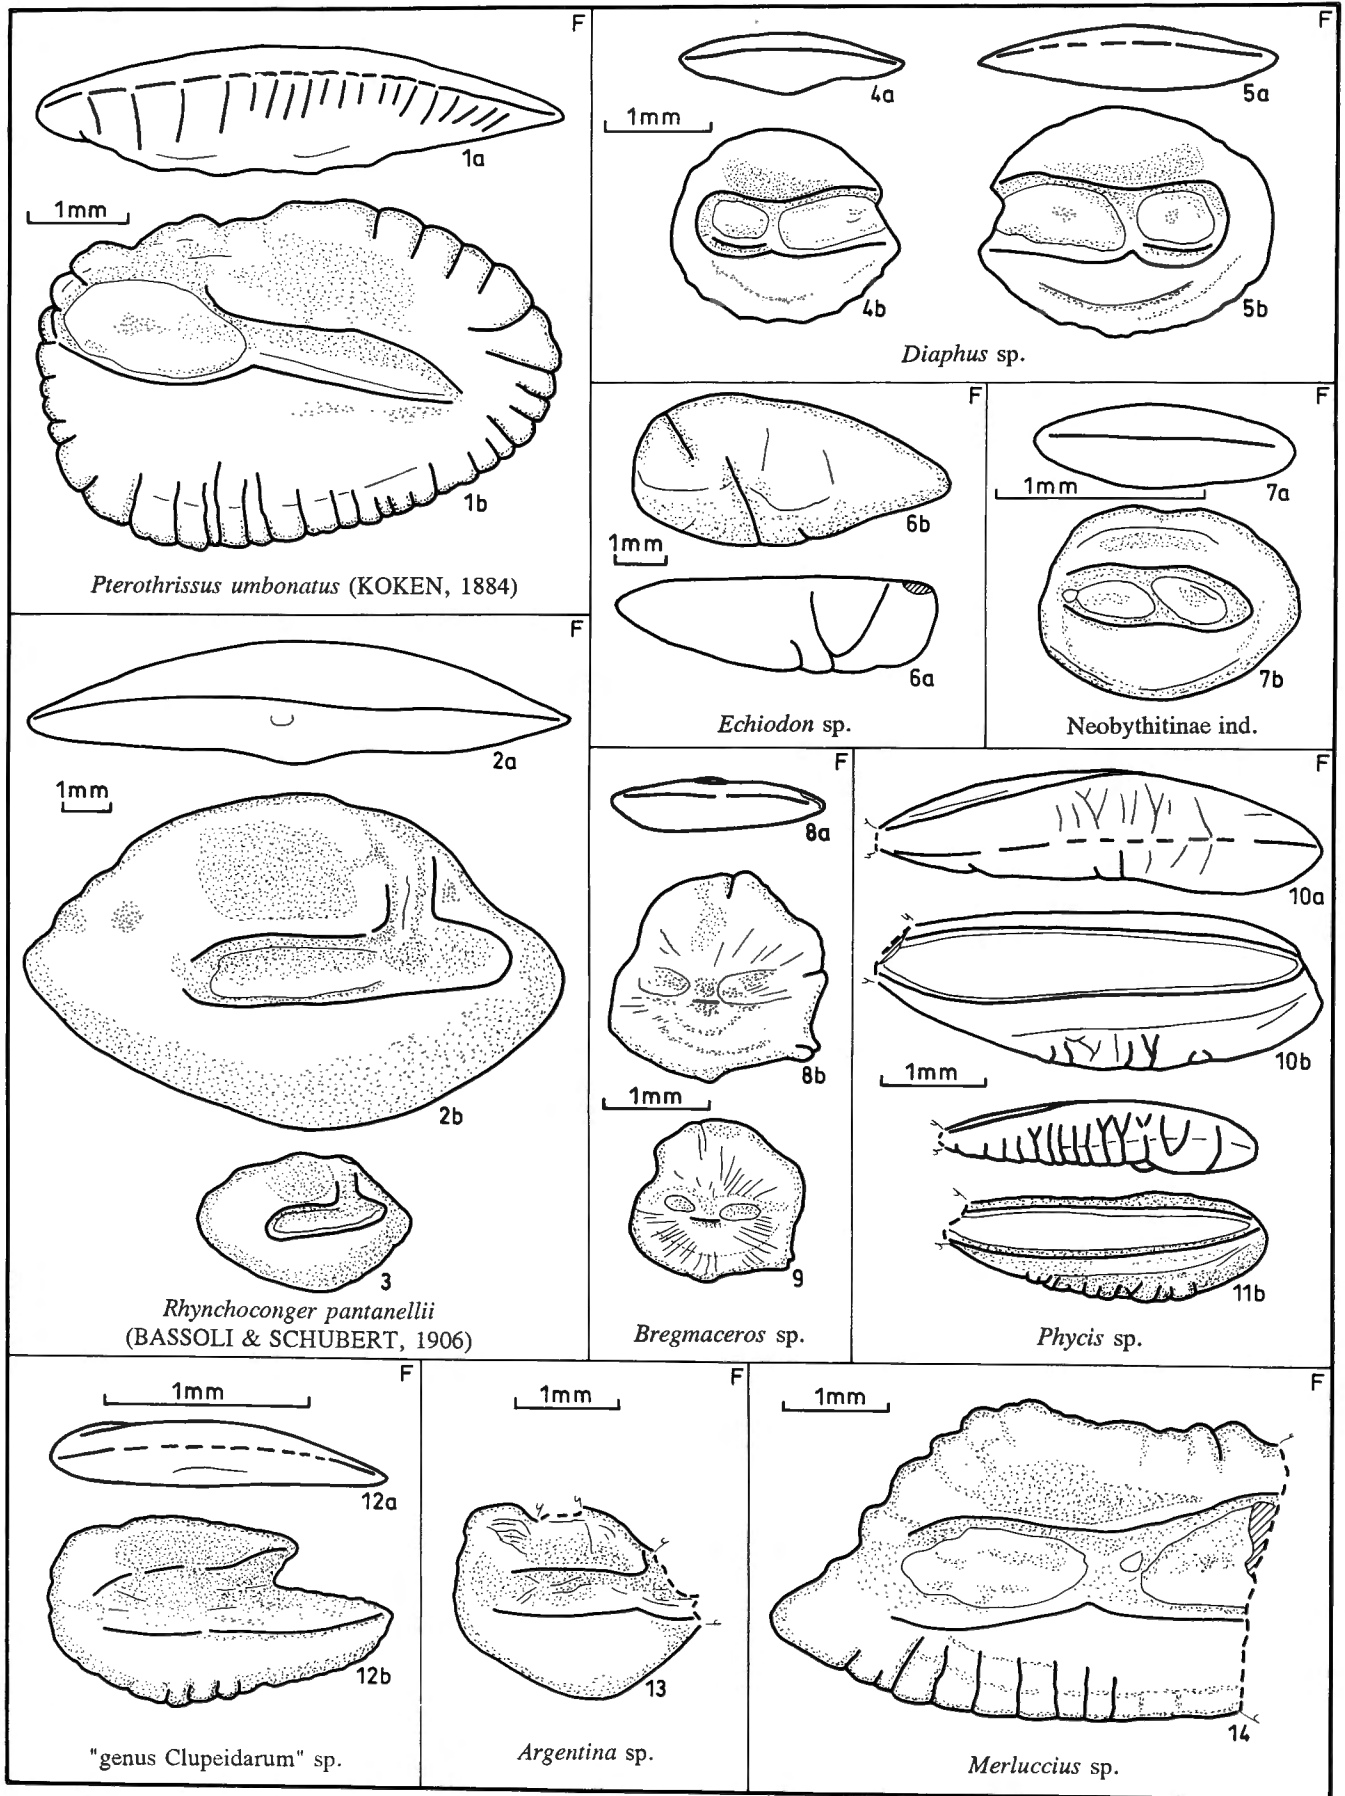 F
1a
1mm
1b
Pterothrissus umbonatus (KOKEN, 1884)
F
4a
5a
1mm
4b
5b
Diaphus sp.
F
6b
1mm
6a
Echiodon sp.
F
7a
1mm
7b
Neobythitinae ind.
F
2a
1mm
2b
3
Rhynchoconger pantanellii
(BASSOLI & SCHUBERT, 1906)
F
8a
8b
1mm
9
Bregmaceros sp.
F
10a
10b
1mm
11b
Phycis sp.
F
1mm
12a
12b
"genus Clupeidarum" sp.
F
1mm
13
Argentina sp.
F
1mm
14
Merluccius sp.